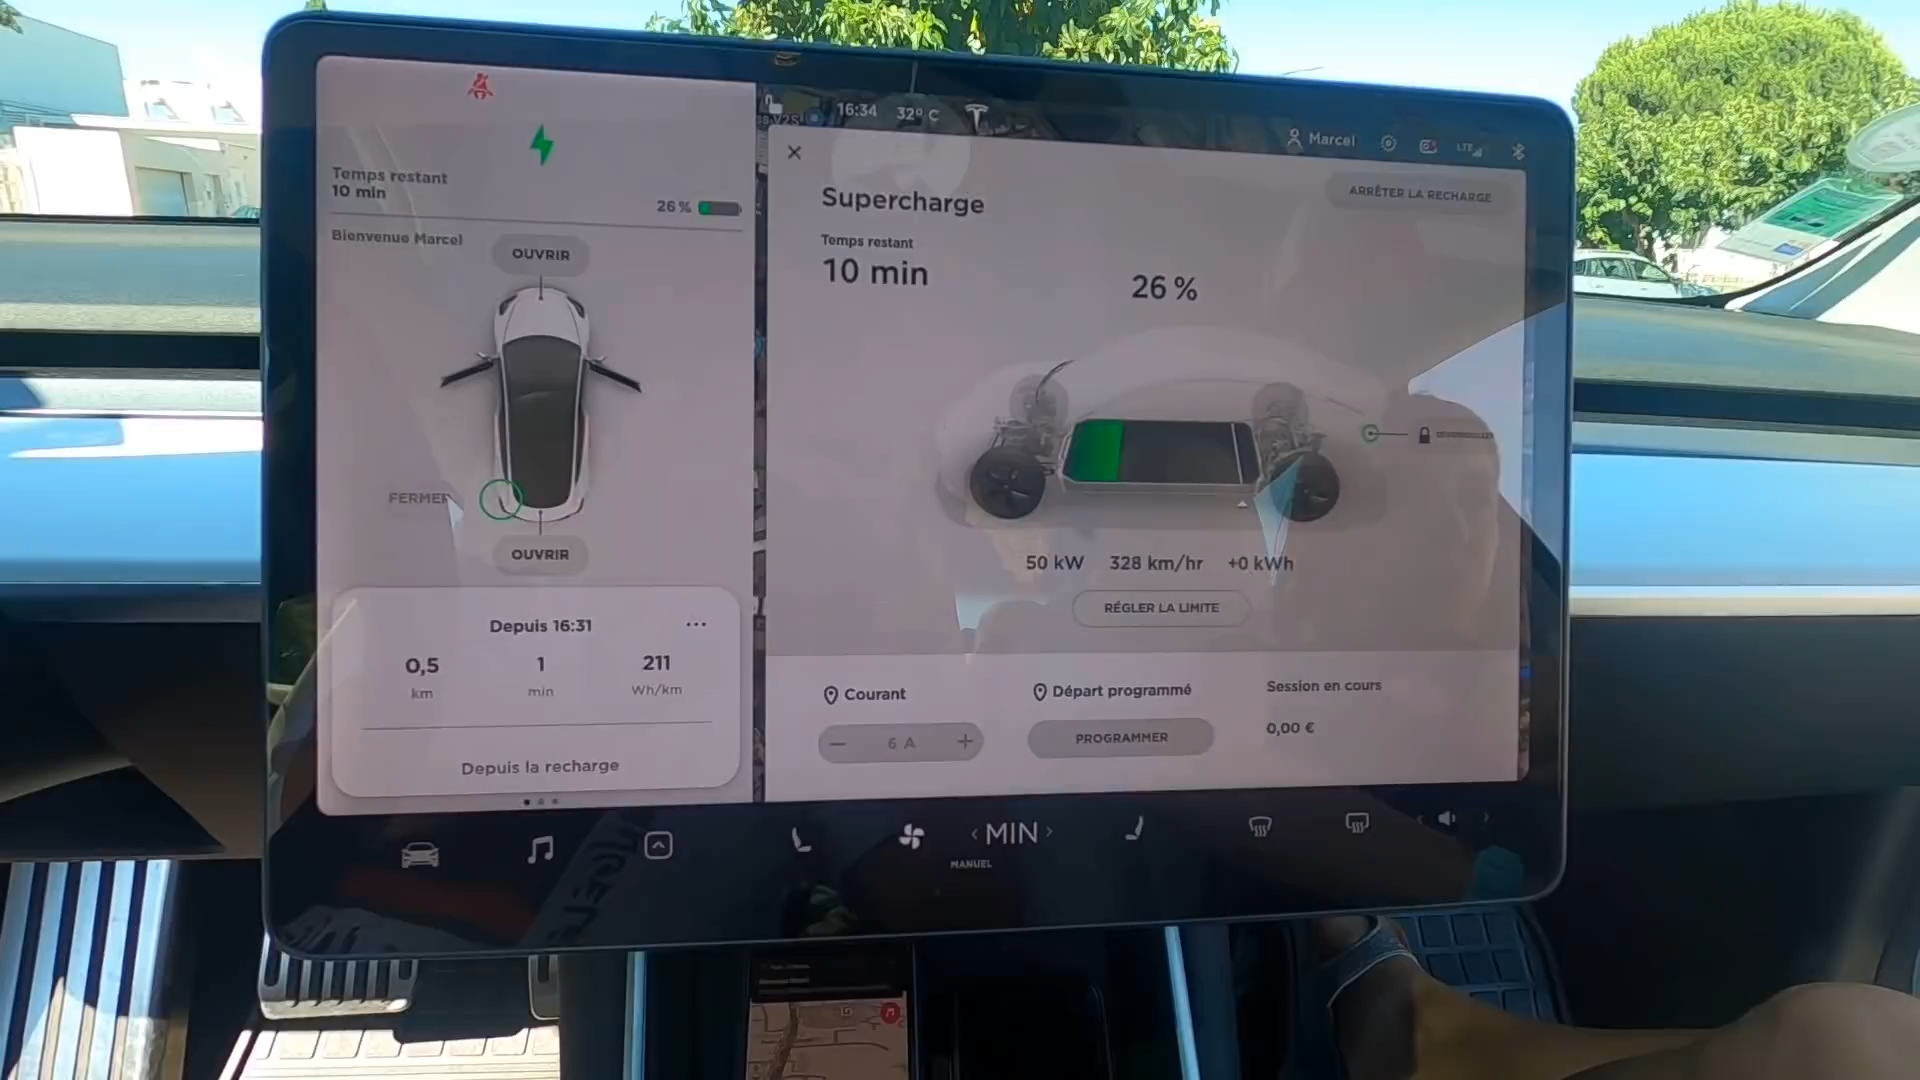 Temps restant
10 min
26 %
Bienvenue Marcel
OUVRIR
FERMER
OUVRIR
Depuis 16:31
...
0,5
1
211
km
min
Wh/km
Depuis la recharge
16:34
32° C
Marcel
LTE
Supercharge
ARRÊTER LA RECHARGE
Temps restant
10 min
26 %
50 kW
328 km/hr
+0 kWh
RÉGLER LA LIMITE
Courant
Départ programmé
Session en cours
6 A
PROGRAMMER
0,00 €
MIN
MANUEL